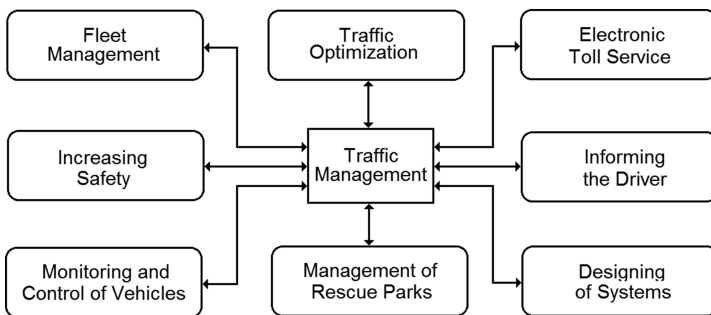 Fleet
Management
Traffic
Optimization
Electronic
Toll Service
Increasing
Safety
Traffic
Management
Informing
the Driver
Monitoring and
Control of Vehicles
Management of
Rescue Parks
Designing
of Systems